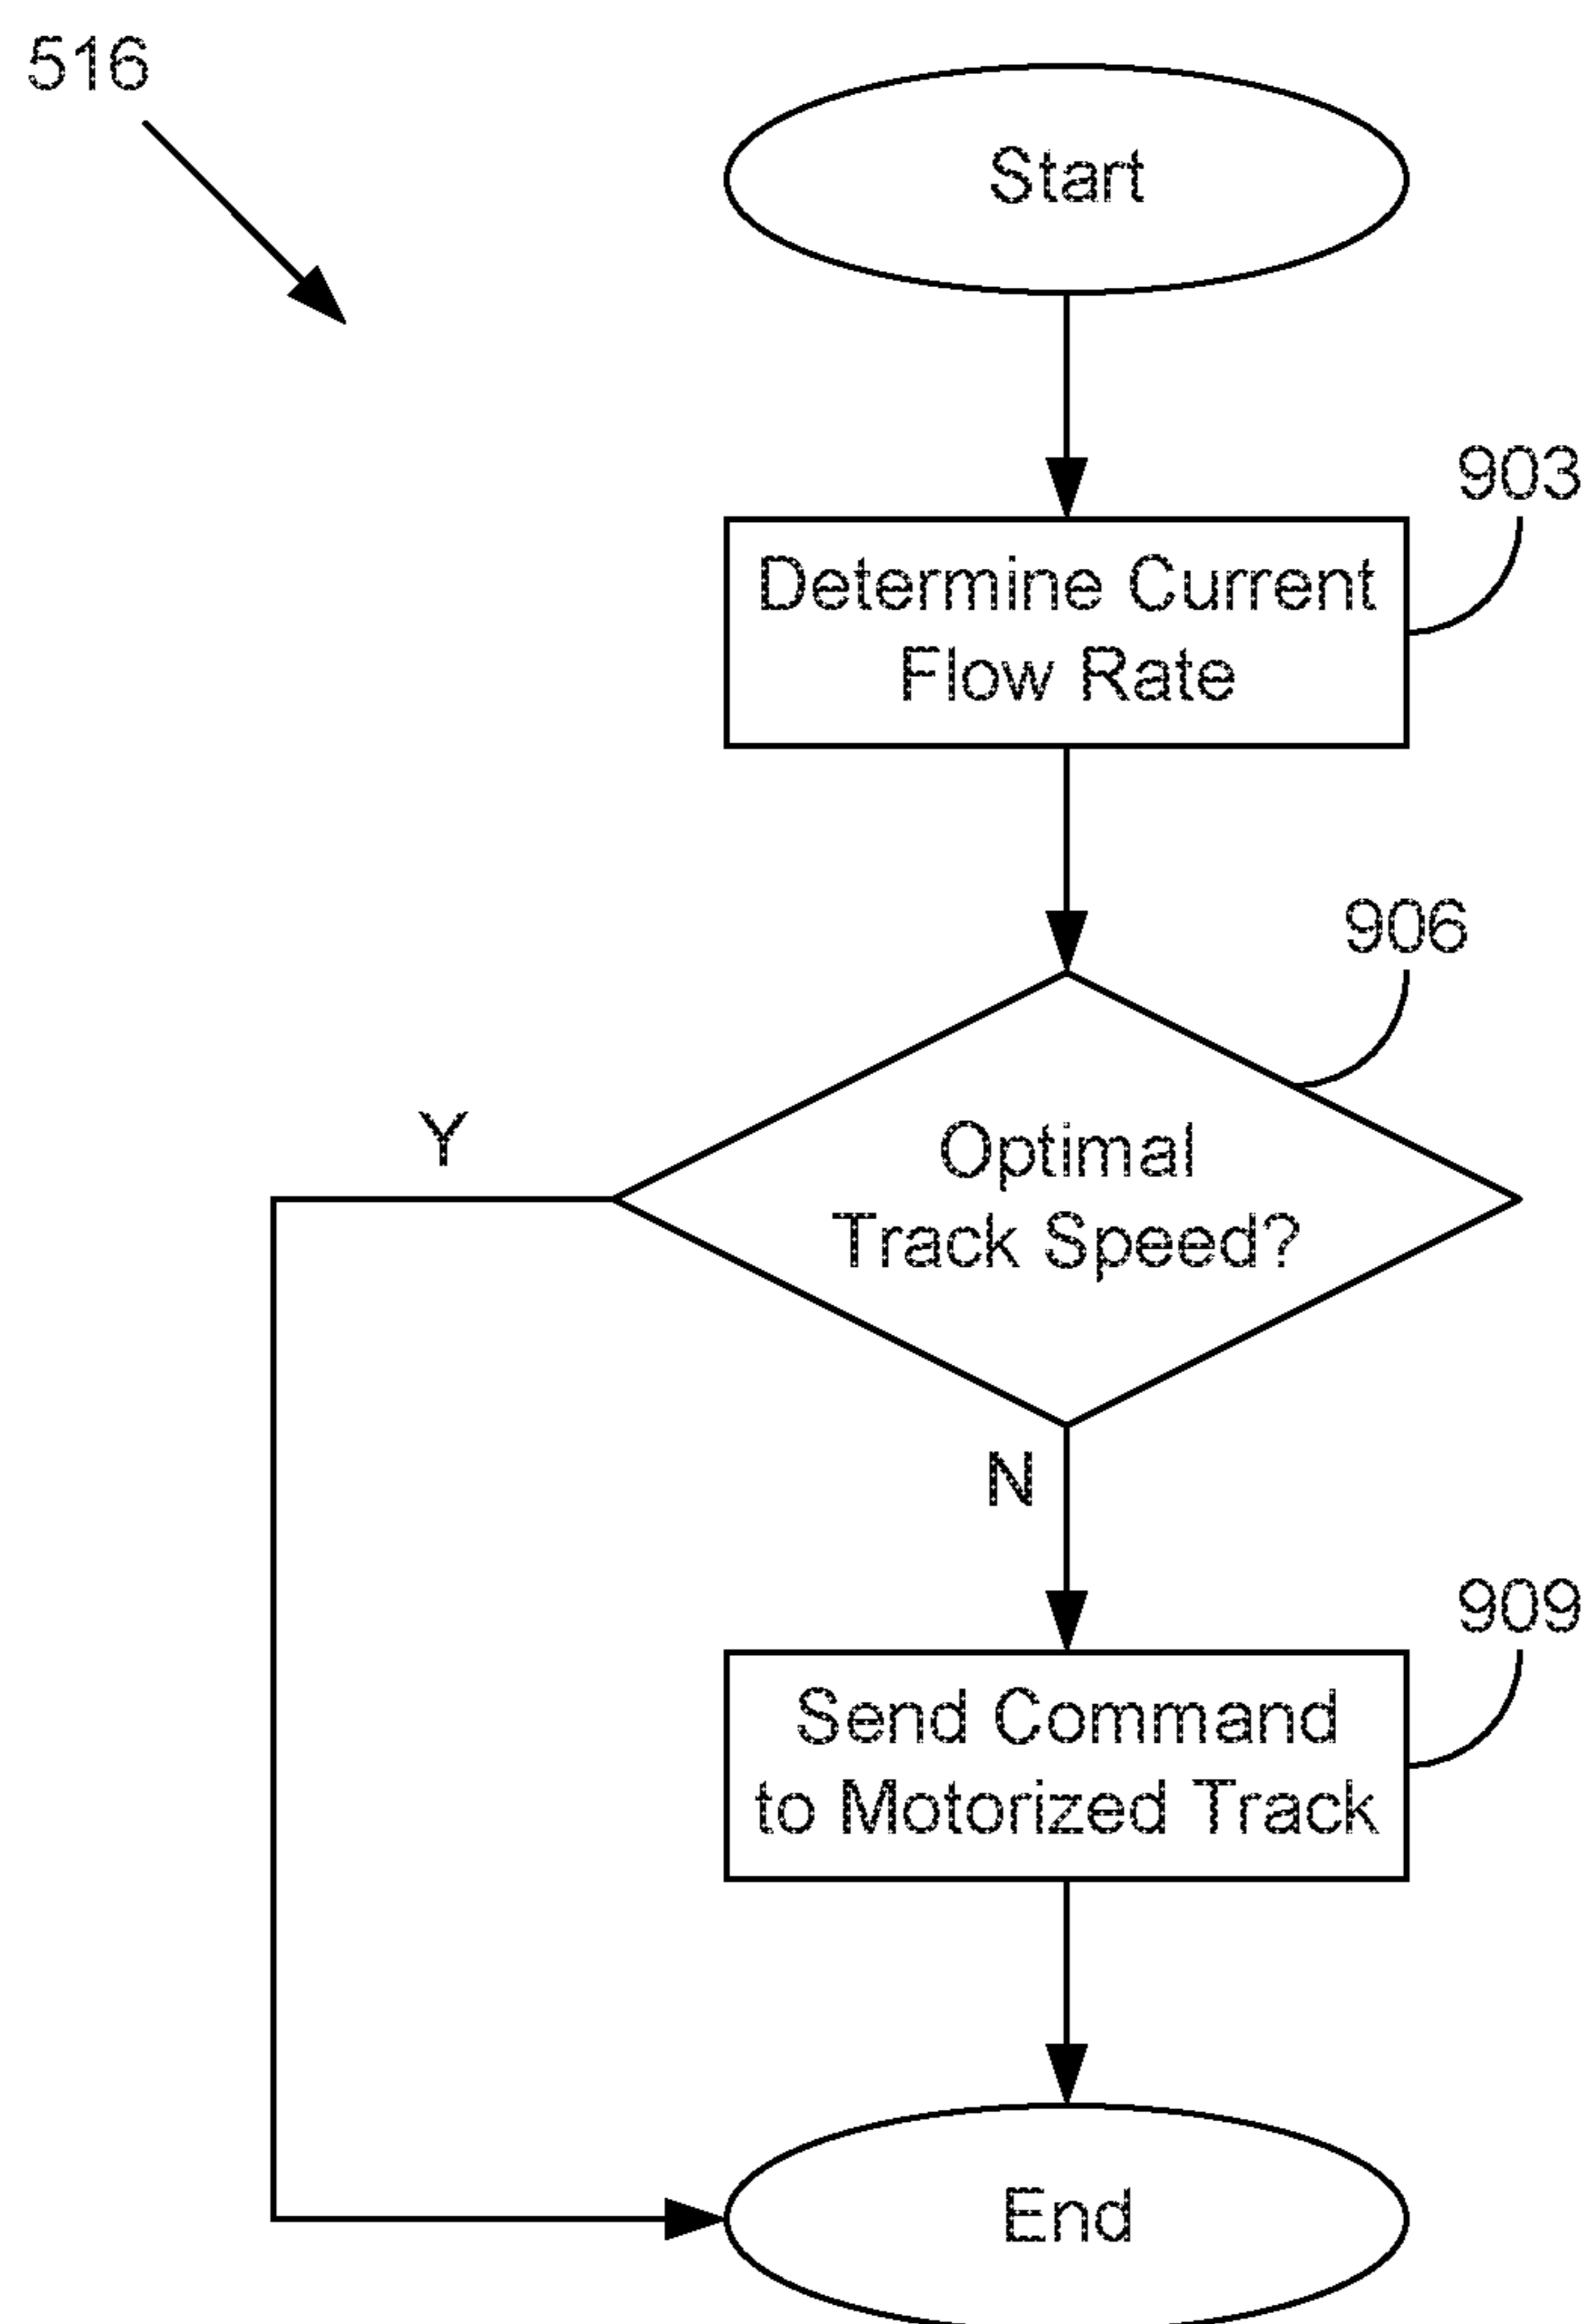 516
Start
903
Determine Current
Flow Rate
906
Y
Optimal
Track Speed?
N
909
Send Command
to Motorized Track
End